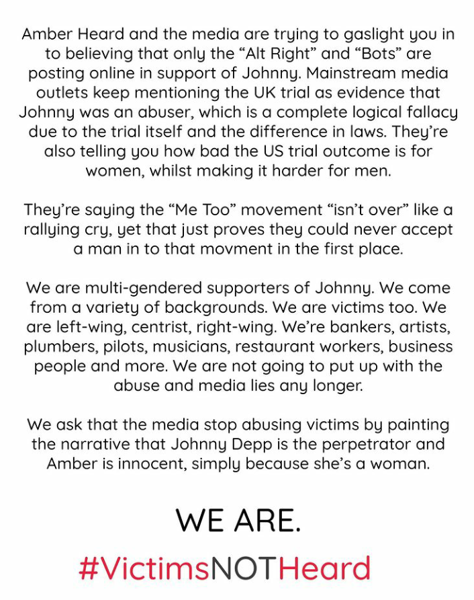 Amber Heard and the media are trying to gaslight you in
to believing that only the “Alt Right” and “Bots” are
posting online in support of Johnny. Mainstream media
outlets keep mentioning the UK trial as evidence that
Johnny was an abuser, which is a complete logical fallacy
due to the trial itself and the difference in laws. They’re
also telling you how bad the US trial outcome is for
women, whilst making it harder for men.
They’re saying the “Me Too” movement “isn’t over” like a
rallying cry, yet that just proves they could never accept
a man in to that movment in the first place.
We are multi-gendered supporters of Johnny. We come
from a variety of backgrounds. We are victims too. We
are left-wing, centrist, right-wing. We’re bankers, artists,
plumbers, pilots, musicians, restaurant workers, business
people and more. We are not going to put up with the
abuse and media lies any longer.
We ask that the media stop abusing victims by painting
the narrative that Johnny Depp is the perpetrator and
Amber is innocent, simply because she’s a woman.
WE ARE.
#VictimsNOTHeard